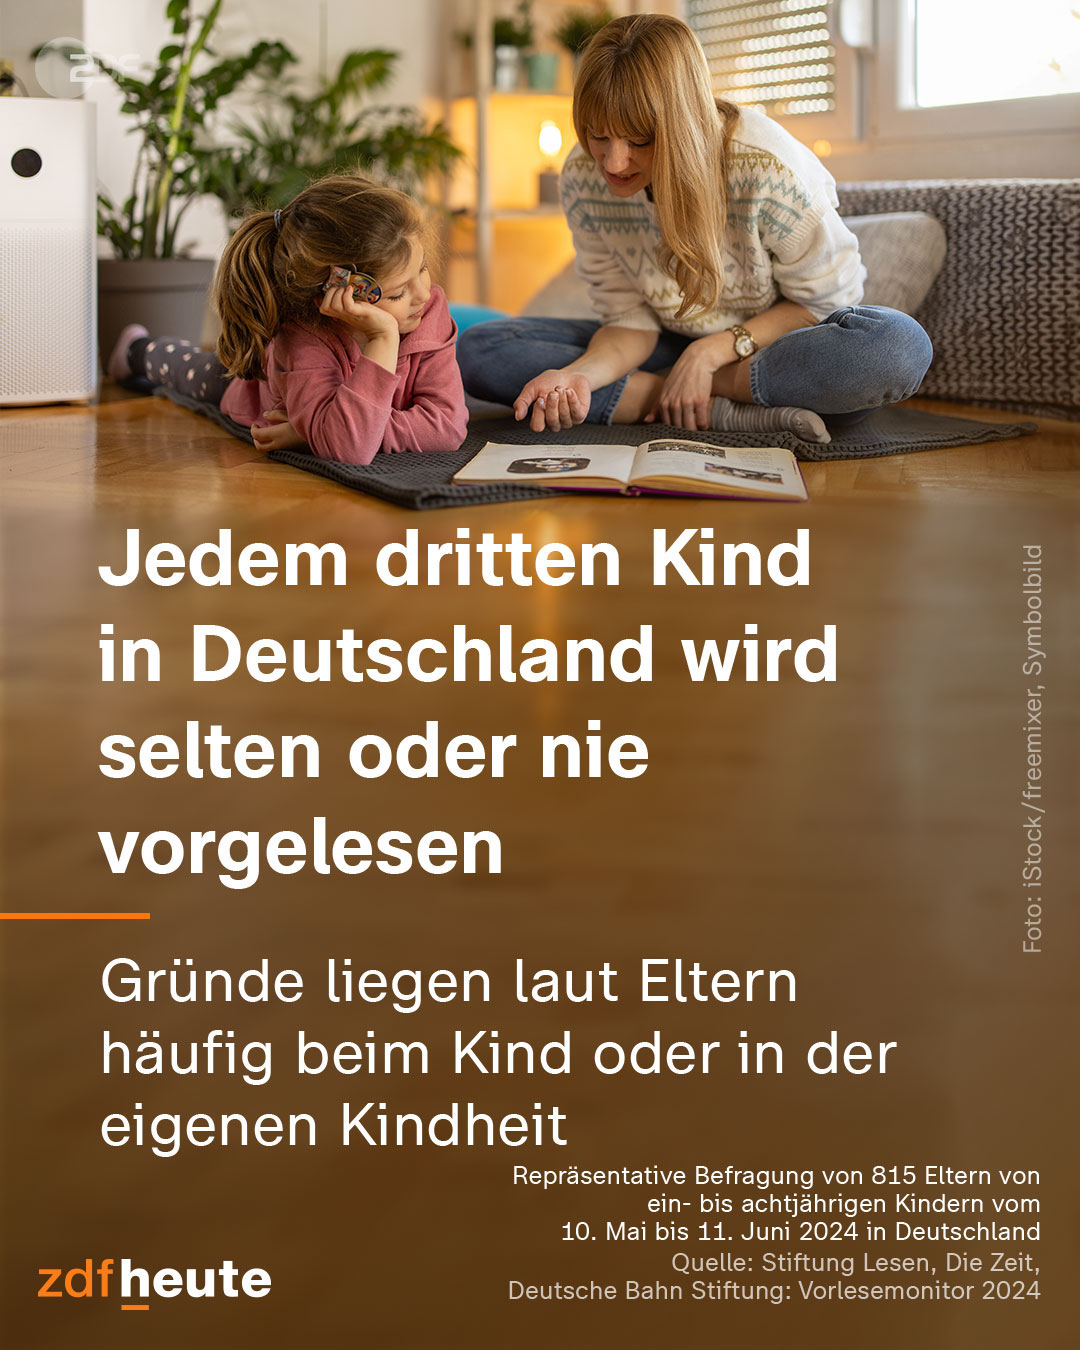 ZDF
Jedem dritten Kind
in Deutschland wird
selten oder nie
vorgelesen
Foto: iStock/freemixer, Symbolbild
Gründe liegen laut Eltern
häufig beim Kind oder in der
eigenen Kindheit
Repräsentative Befragung von 815 Eltern von
ein- bis achtjährigen Kindern vom
10. Mai bis 11. Juni 2024 in Deutschland
Quelle: Stiftung Lesen, Die Zeit,
Deutsche Bahn Stiftung: Vorlesemonitor 2024
zdfheute